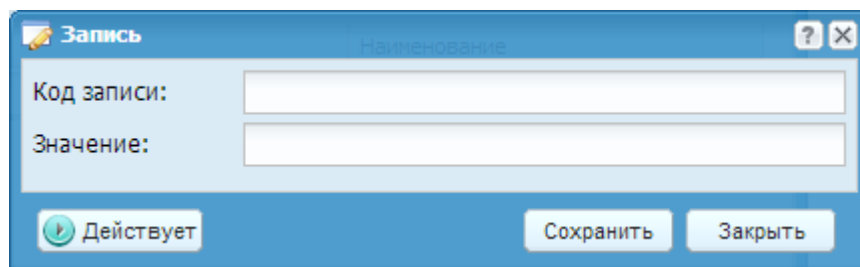 Запись
Наименование
Код записи:
Значение:
Действует
Сохранить
Закрыть